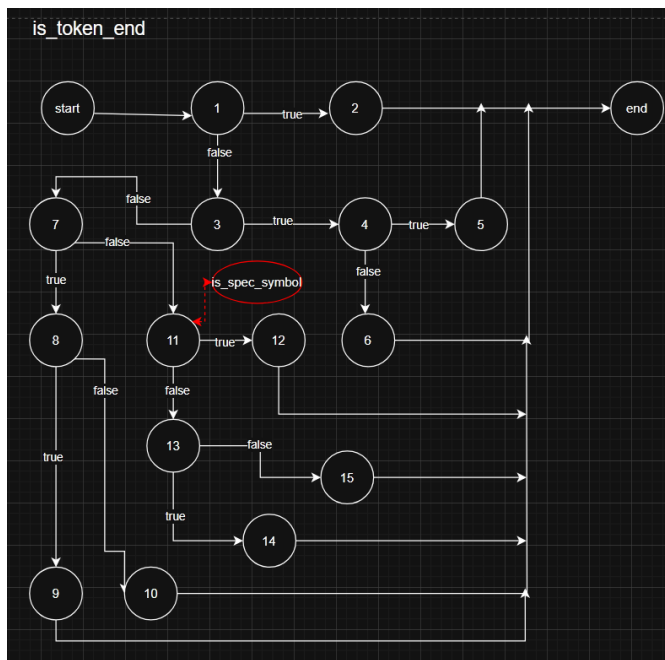 is_token_end
start
1
true
2
end
false
7
false
3
true
4
true
5
false
true
false
is_spec_symbol
8
11
true
12
6
false
false
13
false
true
15
true
14
9
10